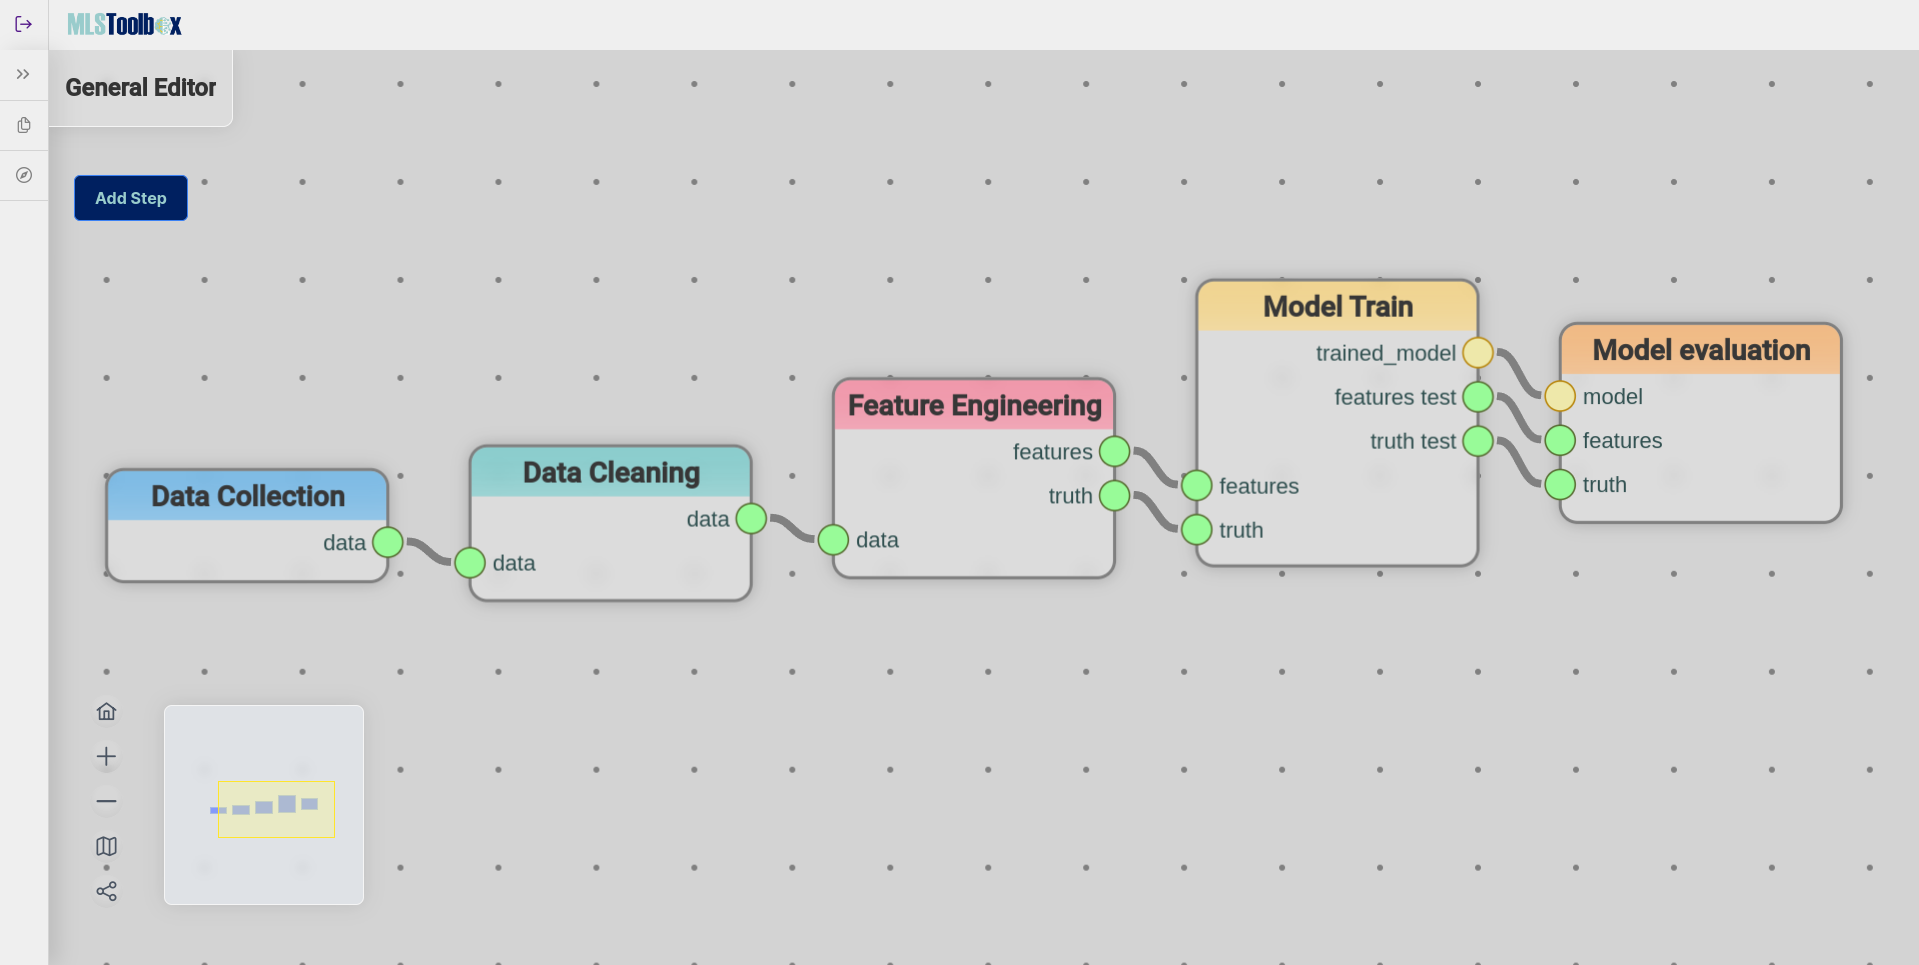 MLSToolbox
General Editor
Add Step
Data Collection
data
Data Cleaning
data
data
Feature Engineering
features
truth
data
Model Train
trained_model
features test
truth test
features
truth
Model evaluation
model
features
truth